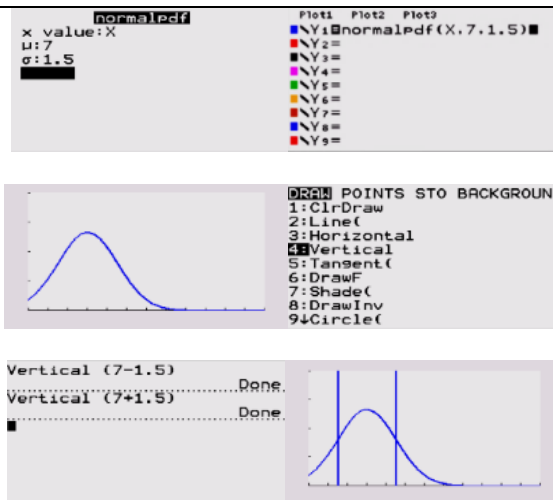 normalpdf
x value:X
μ:7
σ:1.5
Plot1 Plot2 Plot3
\Y1=normalpdf(X,7,1.5)
\Y2=
\Y3=
\Y4=
\Y5=
\Y6=
\Y7=
\Y8=
\Y9=
DRAW POINTS STO BACKGROUN
1:ClrDraw
2:Line(
3:Horizontal
4:Vertical
5:Tangent(
6:DrawF
7:Shade(
8:DrawInv
9↓Circle(
Vertical (7-1.5)
Done
Vertical (7+1.5)
Done